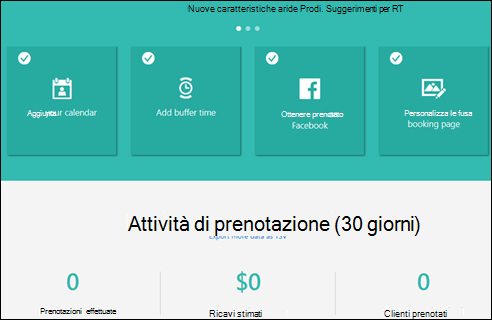 Nuove caratteristiche aride Prodi. Suggerimenti per RT
your calendar
Add buffer time
Ottenere
Facebook
Personalizza le fusa
booking page
Attività di prenotazione (30 giorni)
Export more data as TSV
0
$0
0
Prenotazioni effettuate
Ricavi stimati
Clienti prenotati